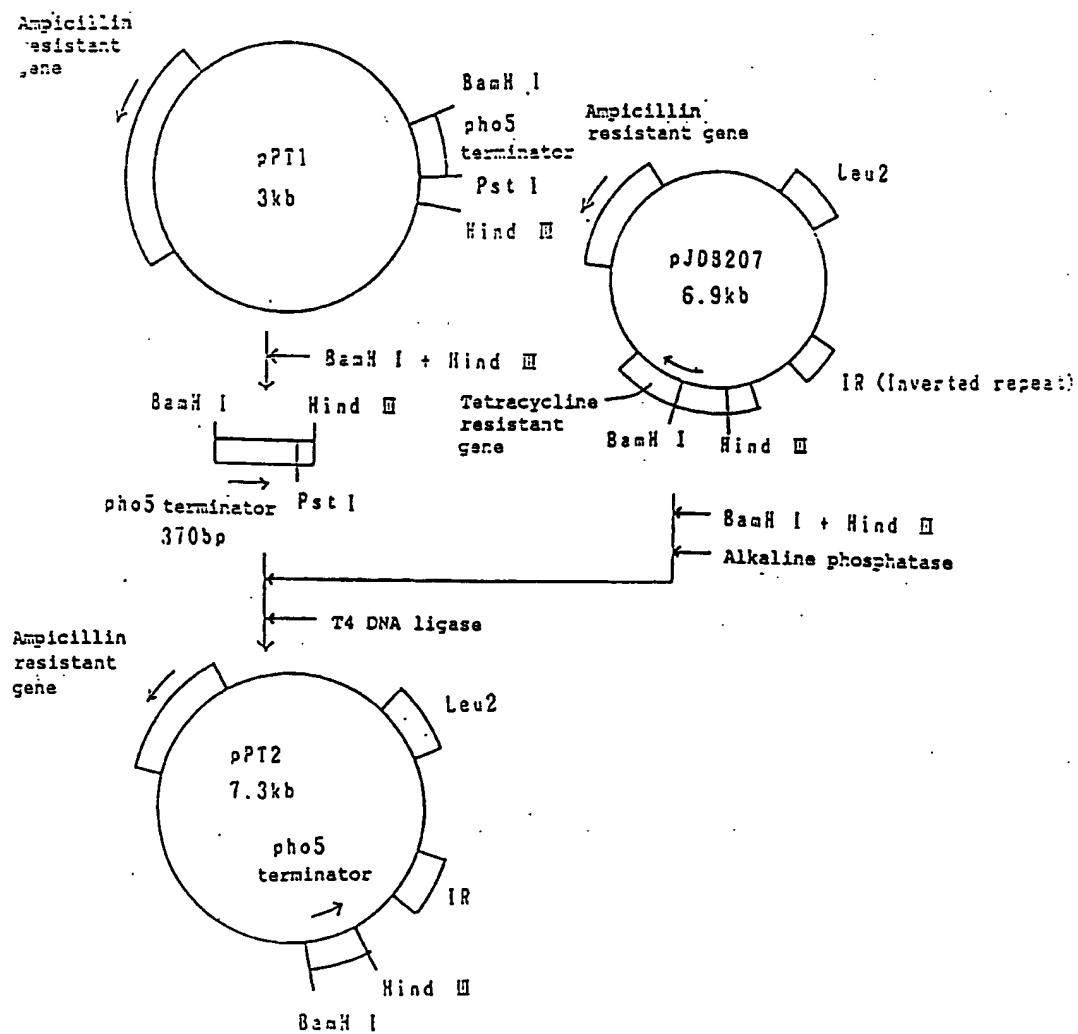 Ampicillin
resistant
gene
pPT1
3kb
BamH I
pho5
terminator
Pst I
Hind III
Ampicillin
resistant gene
Leu2
pJDB207
6.9kb
IR (Inverted repeat)
Tetracycline
resistant
gene
BamH I
Hind III
BamH I + Hind III
BamH I
Hind III
Pst I
pho5 terminator
370bp
BamH I + Hind III
Alkaline phosphatase
T4 DNA ligase
Ampicillin
resistant
gene
pPT2
7.3kb
Leu2
pho5
terminator
IR
Hind III
BamH I